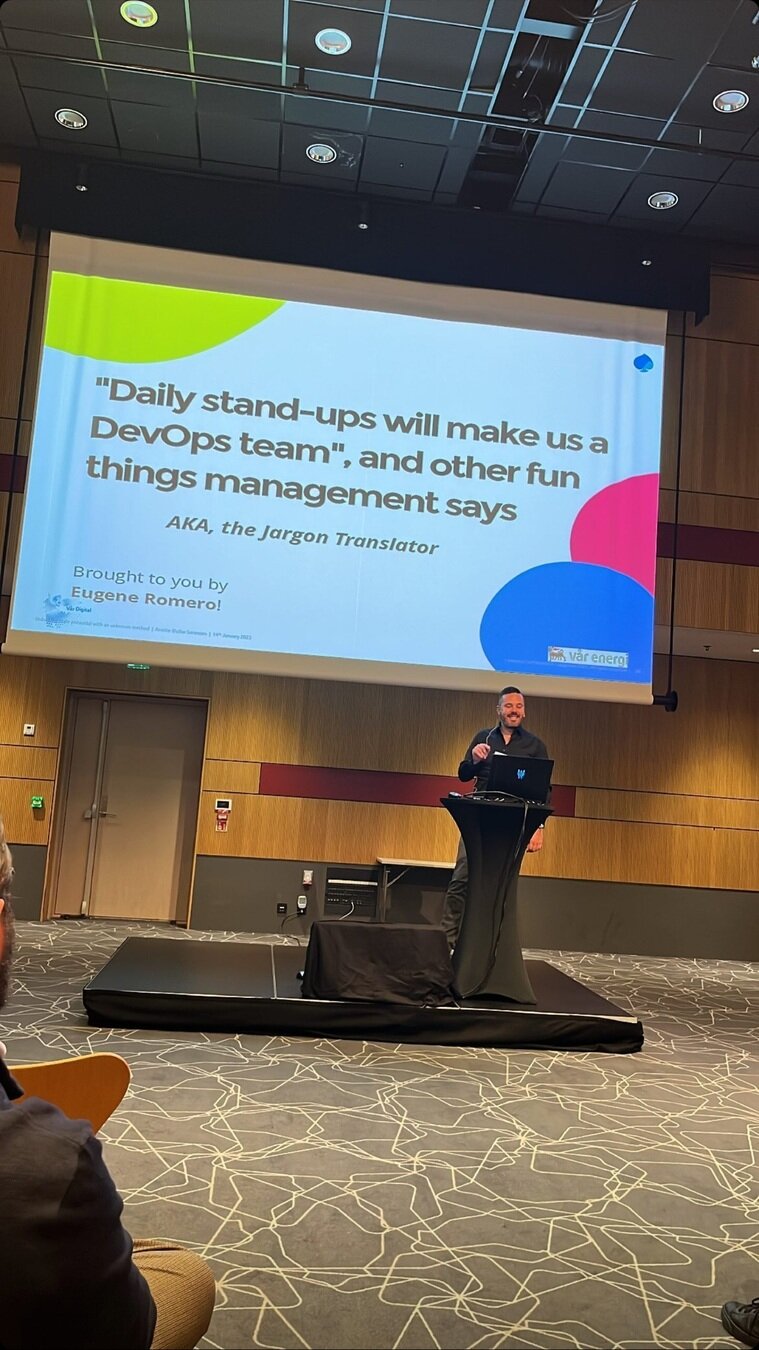 "Daily stand-ups will make us a
DevOps team", and other fun
things management says
AKA, the Jargon Translator
Brought to you by
Eugene Romero!
Vår Digital
vår energi